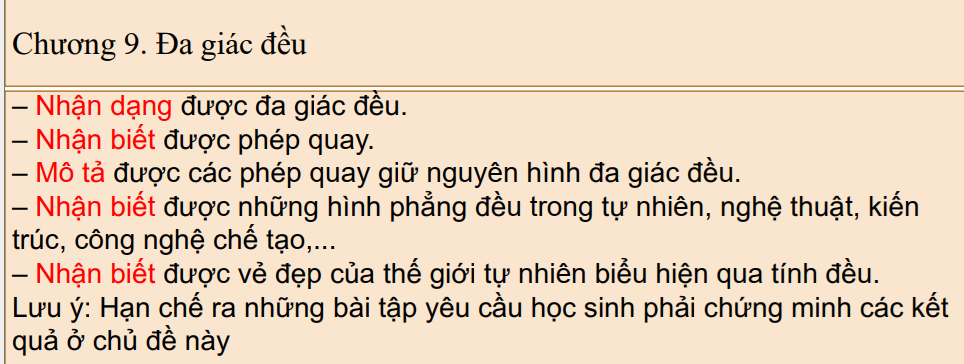 Chương 9. Đa giác đều
– Nhận dạng được đa giác đều.
– Nhận biết được phép quay.
– Mô tả được các phép quay giữ nguyên hình đa giác đều.
– Nhận biết được những hình phẳng đều trong tự nhiên, nghệ thuật, kiến
trúc, công nghệ chế tạo,...
– Nhận biết được vẻ đẹp của thế giới tự nhiên biểu hiện qua tính đều.
Lưu ý: Hạn chế ra những bài tập yêu cầu học sinh phải chứng minh các kết
quả ở chủ đề này